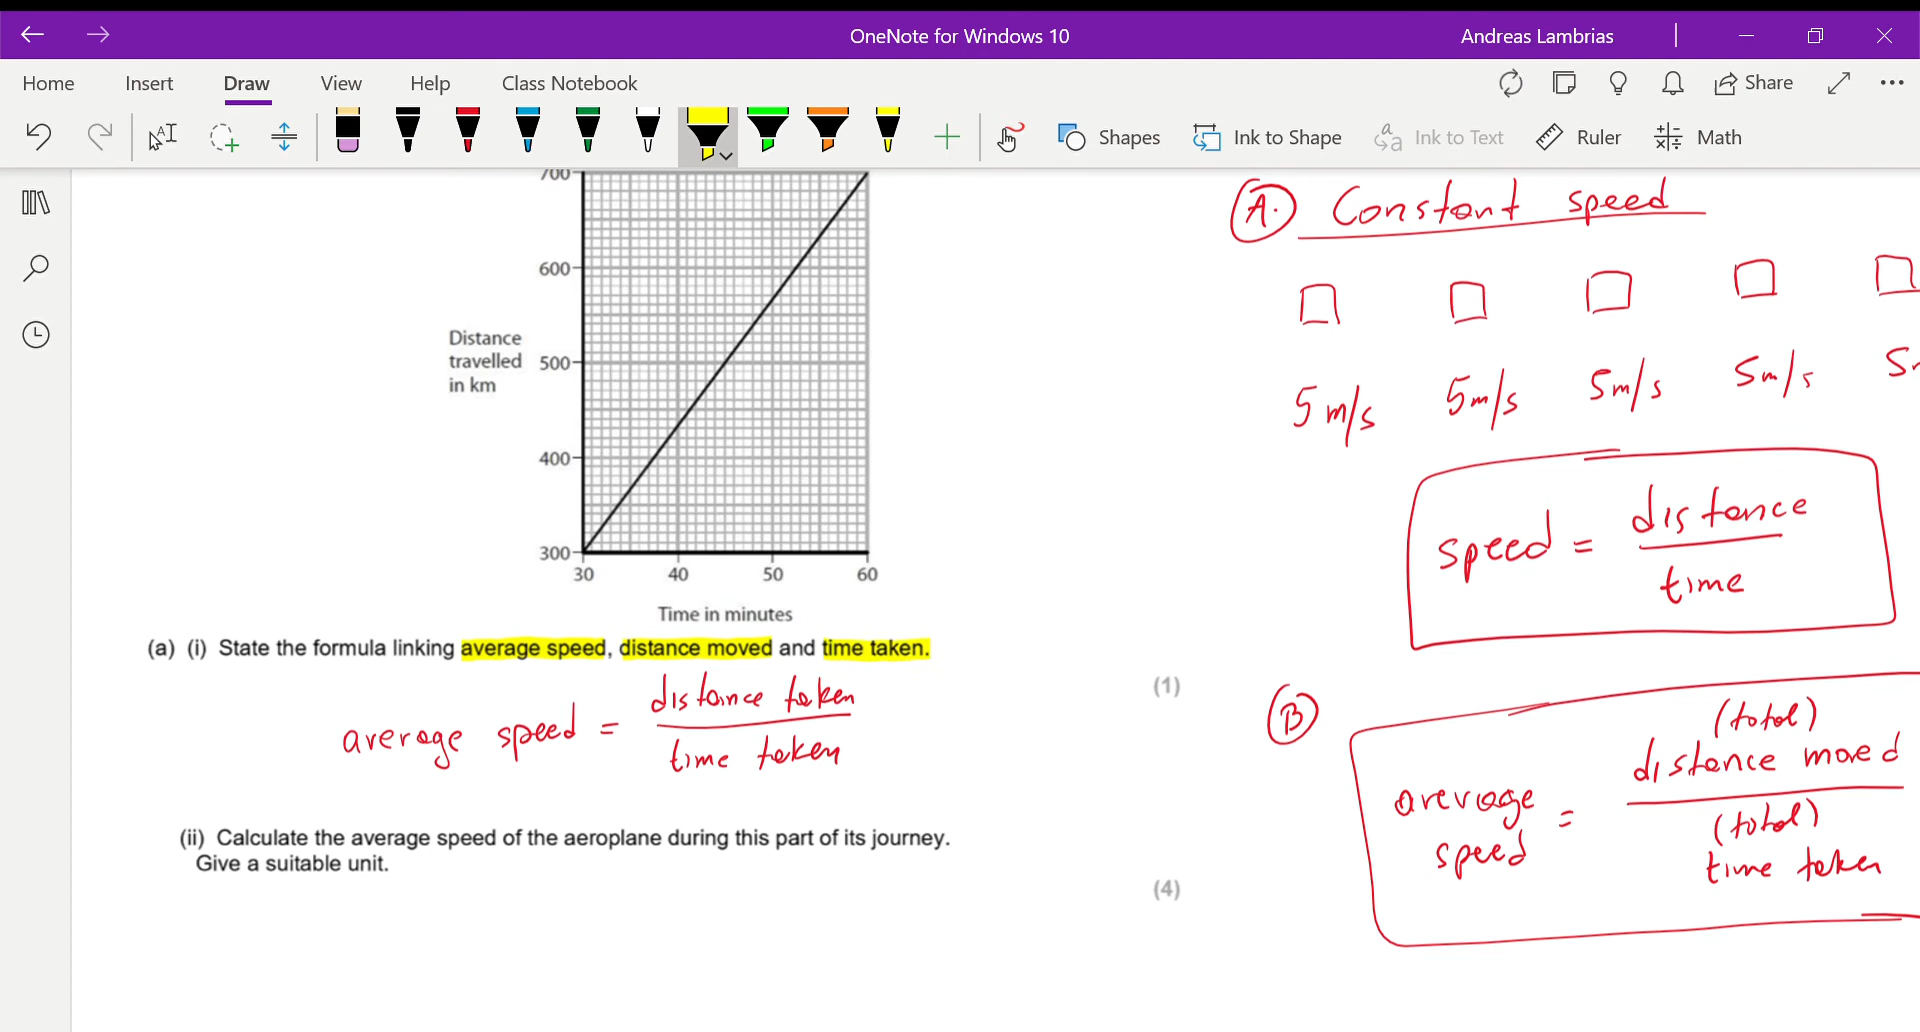 OneNote for Windows 10
Andreas Lambrias
Home Insert Draw View Help Class Notebook
Share
Shapes Ink to Shape Ink to Text Ruler Math
700
600
Distance
travelled
in km
500
400
300
30 40 50 60
Time in minutes
(a) (i) State the formula linking average speed, distance moved and time taken.
(1)
average speed = distance taken
time taken
(ii) Calculate the average speed of the aeroplane during this part of its journey.
Give a suitable unit.
(4)
A. Constant speed
5 m/s 5m/s 5m/s 5m/s 5m
speed = distance
time
B
average speed = (total)
distance moved
(total)
time taken